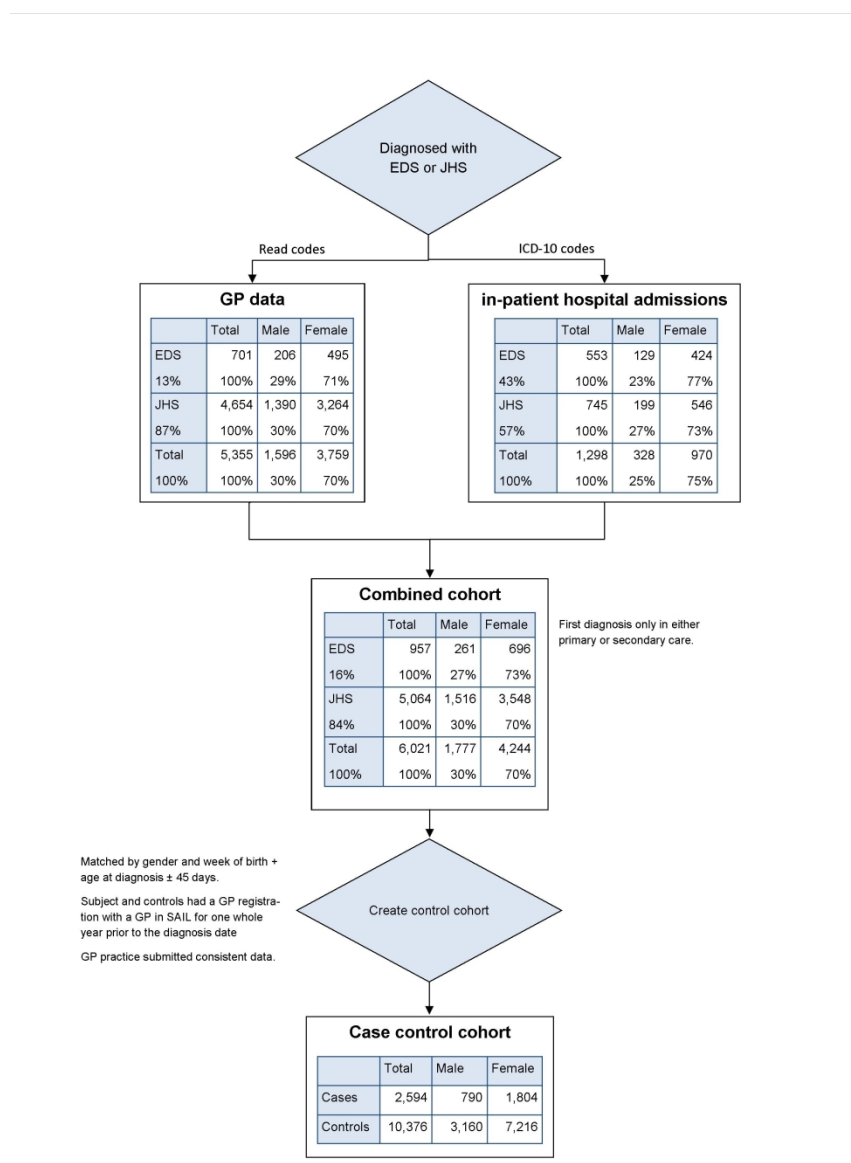 Diagnosed with
EDS or JHS
Read codes
ICD-10 codes
GP data
Total Male Female
EDS 701 206 495
13% 100% 29% 71%
JHS 4,654 1,390 3,264
87% 100% 30% 70%
Total 5,355 1,596 3,759
100% 100% 30% 70%
in-patient hospital admissions
Total Male Female
EDS 553 129 424
43% 100% 23% 77%
JHS 745 199 546
57% 100% 27% 73%
Total 1,298 328 970
100% 100% 25% 75%
Combined cohort
Total Male Female
EDS 957 261 696
16% 100% 27% 73%
JHS 5,064 1,516 3,548
84% 100% 30% 70%
Total 6,021 1,777 4,244
100% 100% 30% 70%
First diagnosis only in either
primary or secondary care.
Matched by gender and week of birth +
age at diagnosis ± 45 days.
Subject and controls had a GP registra-
tion with a GP in SAIL for one whole
year prior to the diagnosis date
GP practice submitted consistent data.
Create control cohort
Case control cohort
Total Male Female
Cases 2,594 790 1,804
Controls 10,376 3,160 7,216